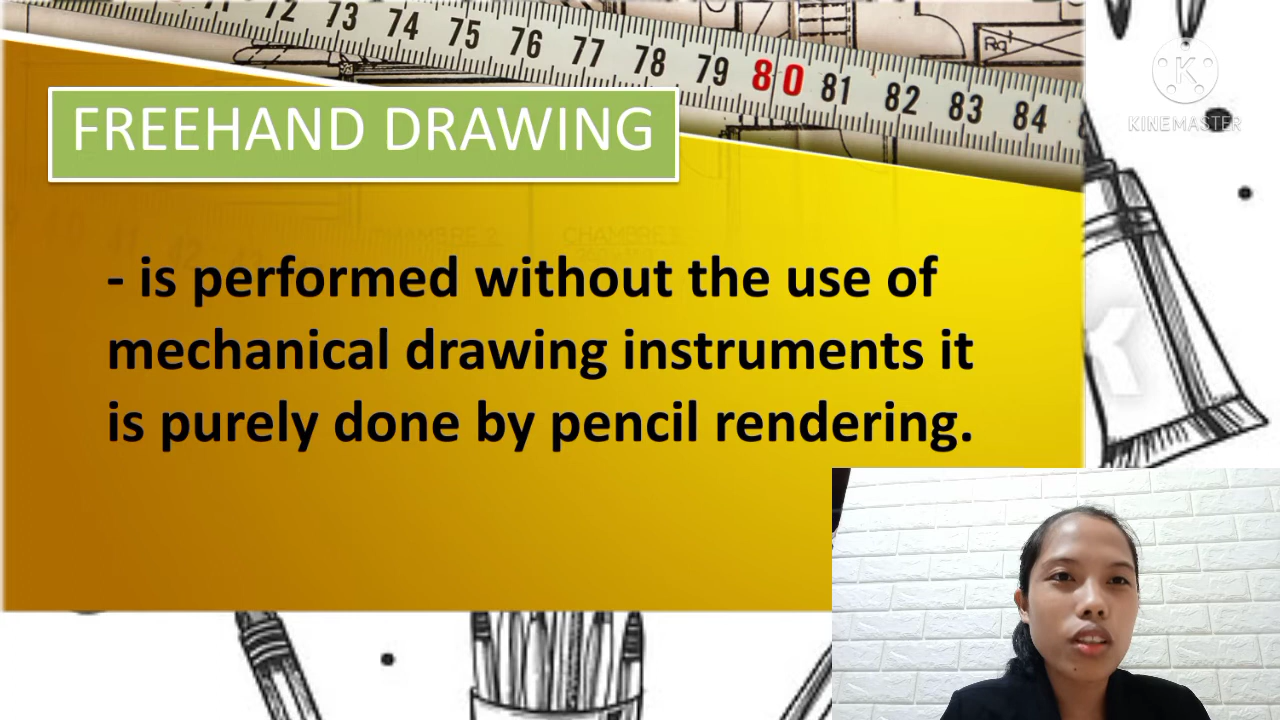 72 73 74 75 76 77 78 79 80 81 82 83 84
K
KINEMASTER
FREEHAND DRAWING
CHAMBRE
- is performed without the use of
mechanical drawing instruments it
is purely done by pencil rendering.